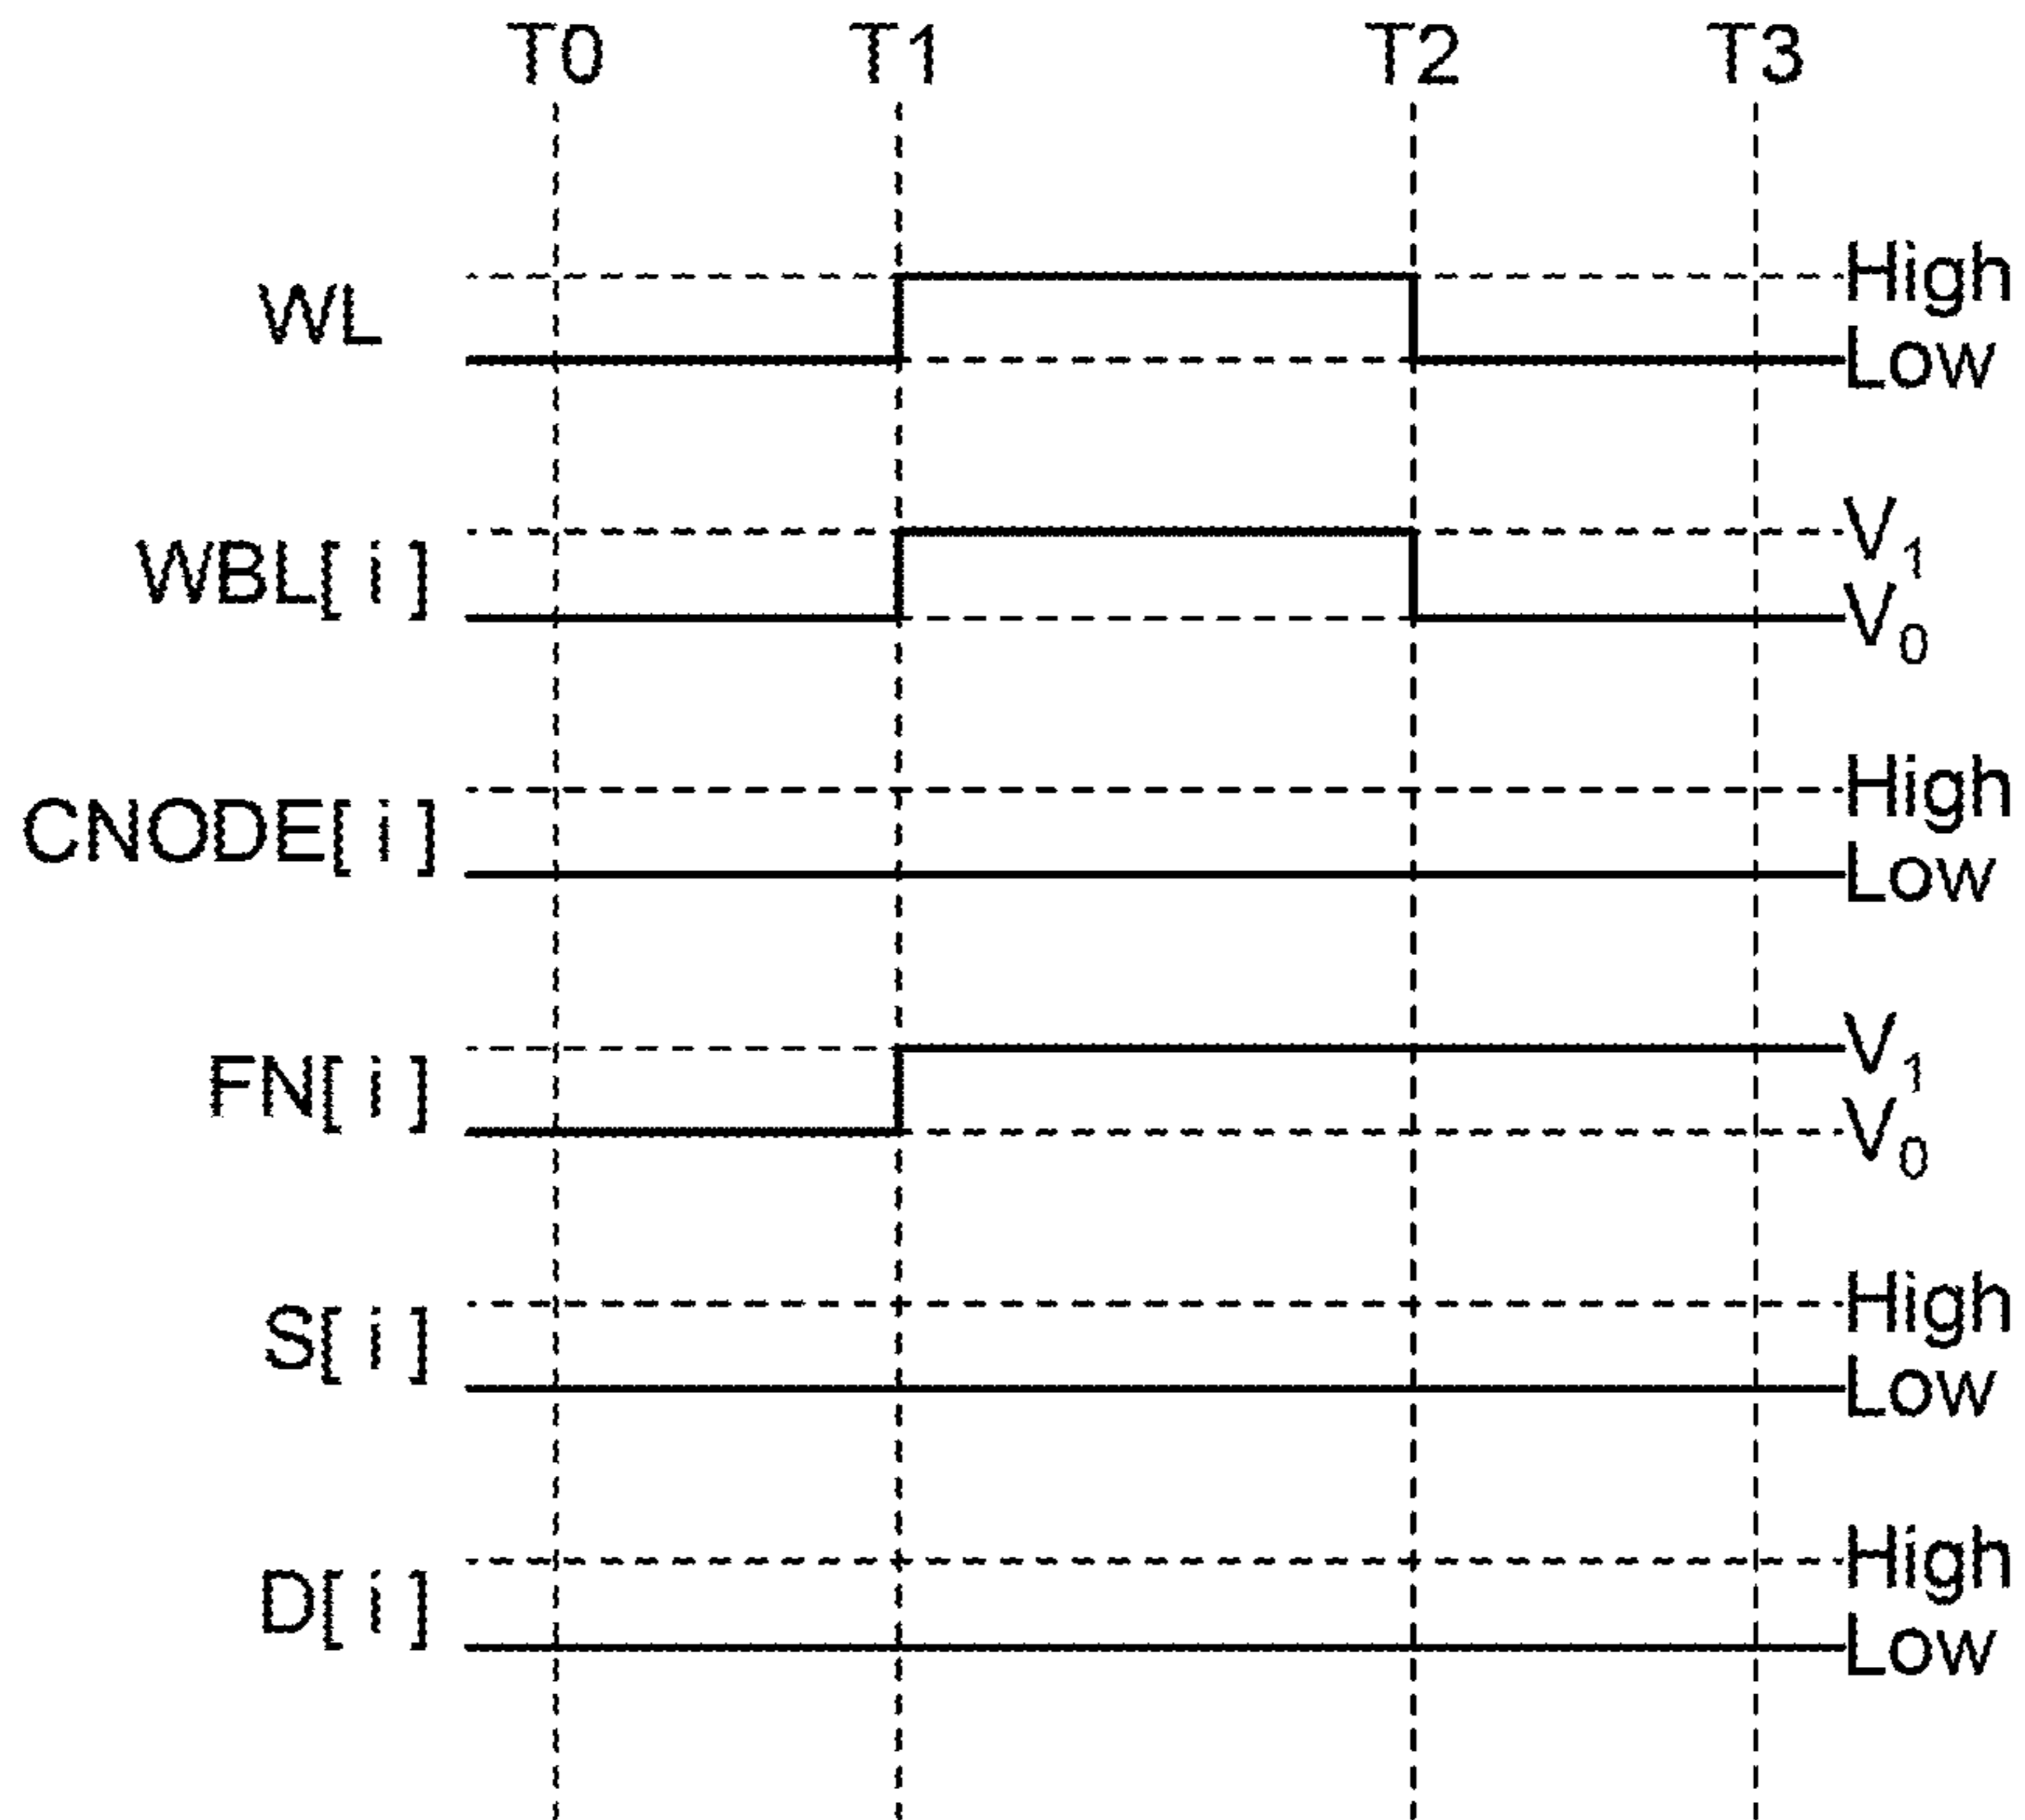 T0 T1 T2 T3
WL High
Low
WBL[ i ] V1
V0
CNODE[ i ] High
Low
FN[ i ] V1
V0
S[ i ] High
Low
D[ i ] High
Low